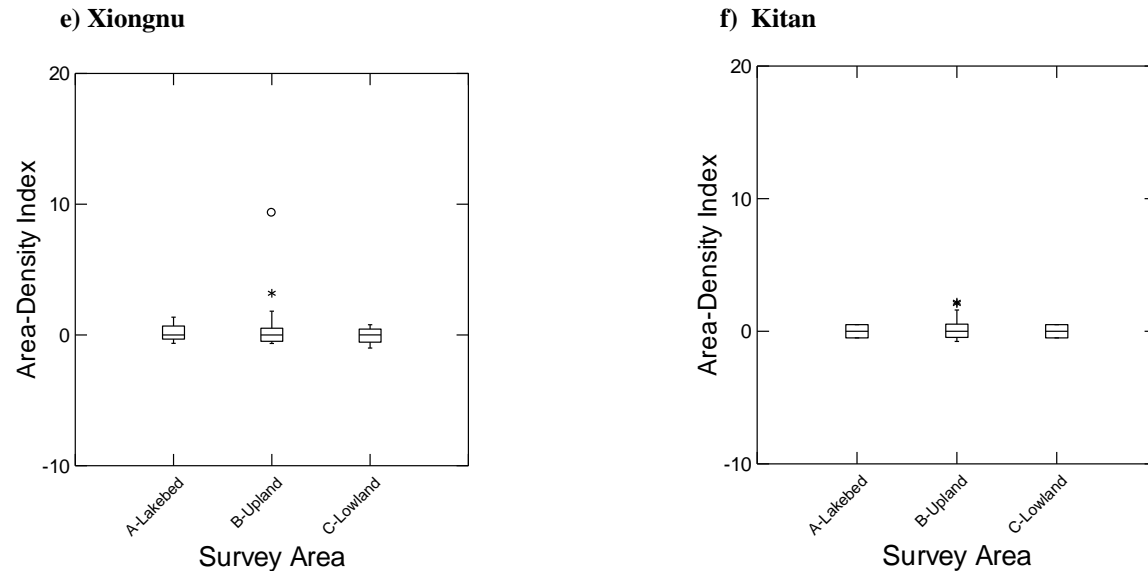 e) Xiongnu
20
10
0
-10
Area-Density Index
A-Lakebed
B-Upland
C-Lowland
Survey Area
f) Kitan
20
10
0
-10
Area-Density Index
A-Lakebed
B-Upland
C-Lowland
Survey Area